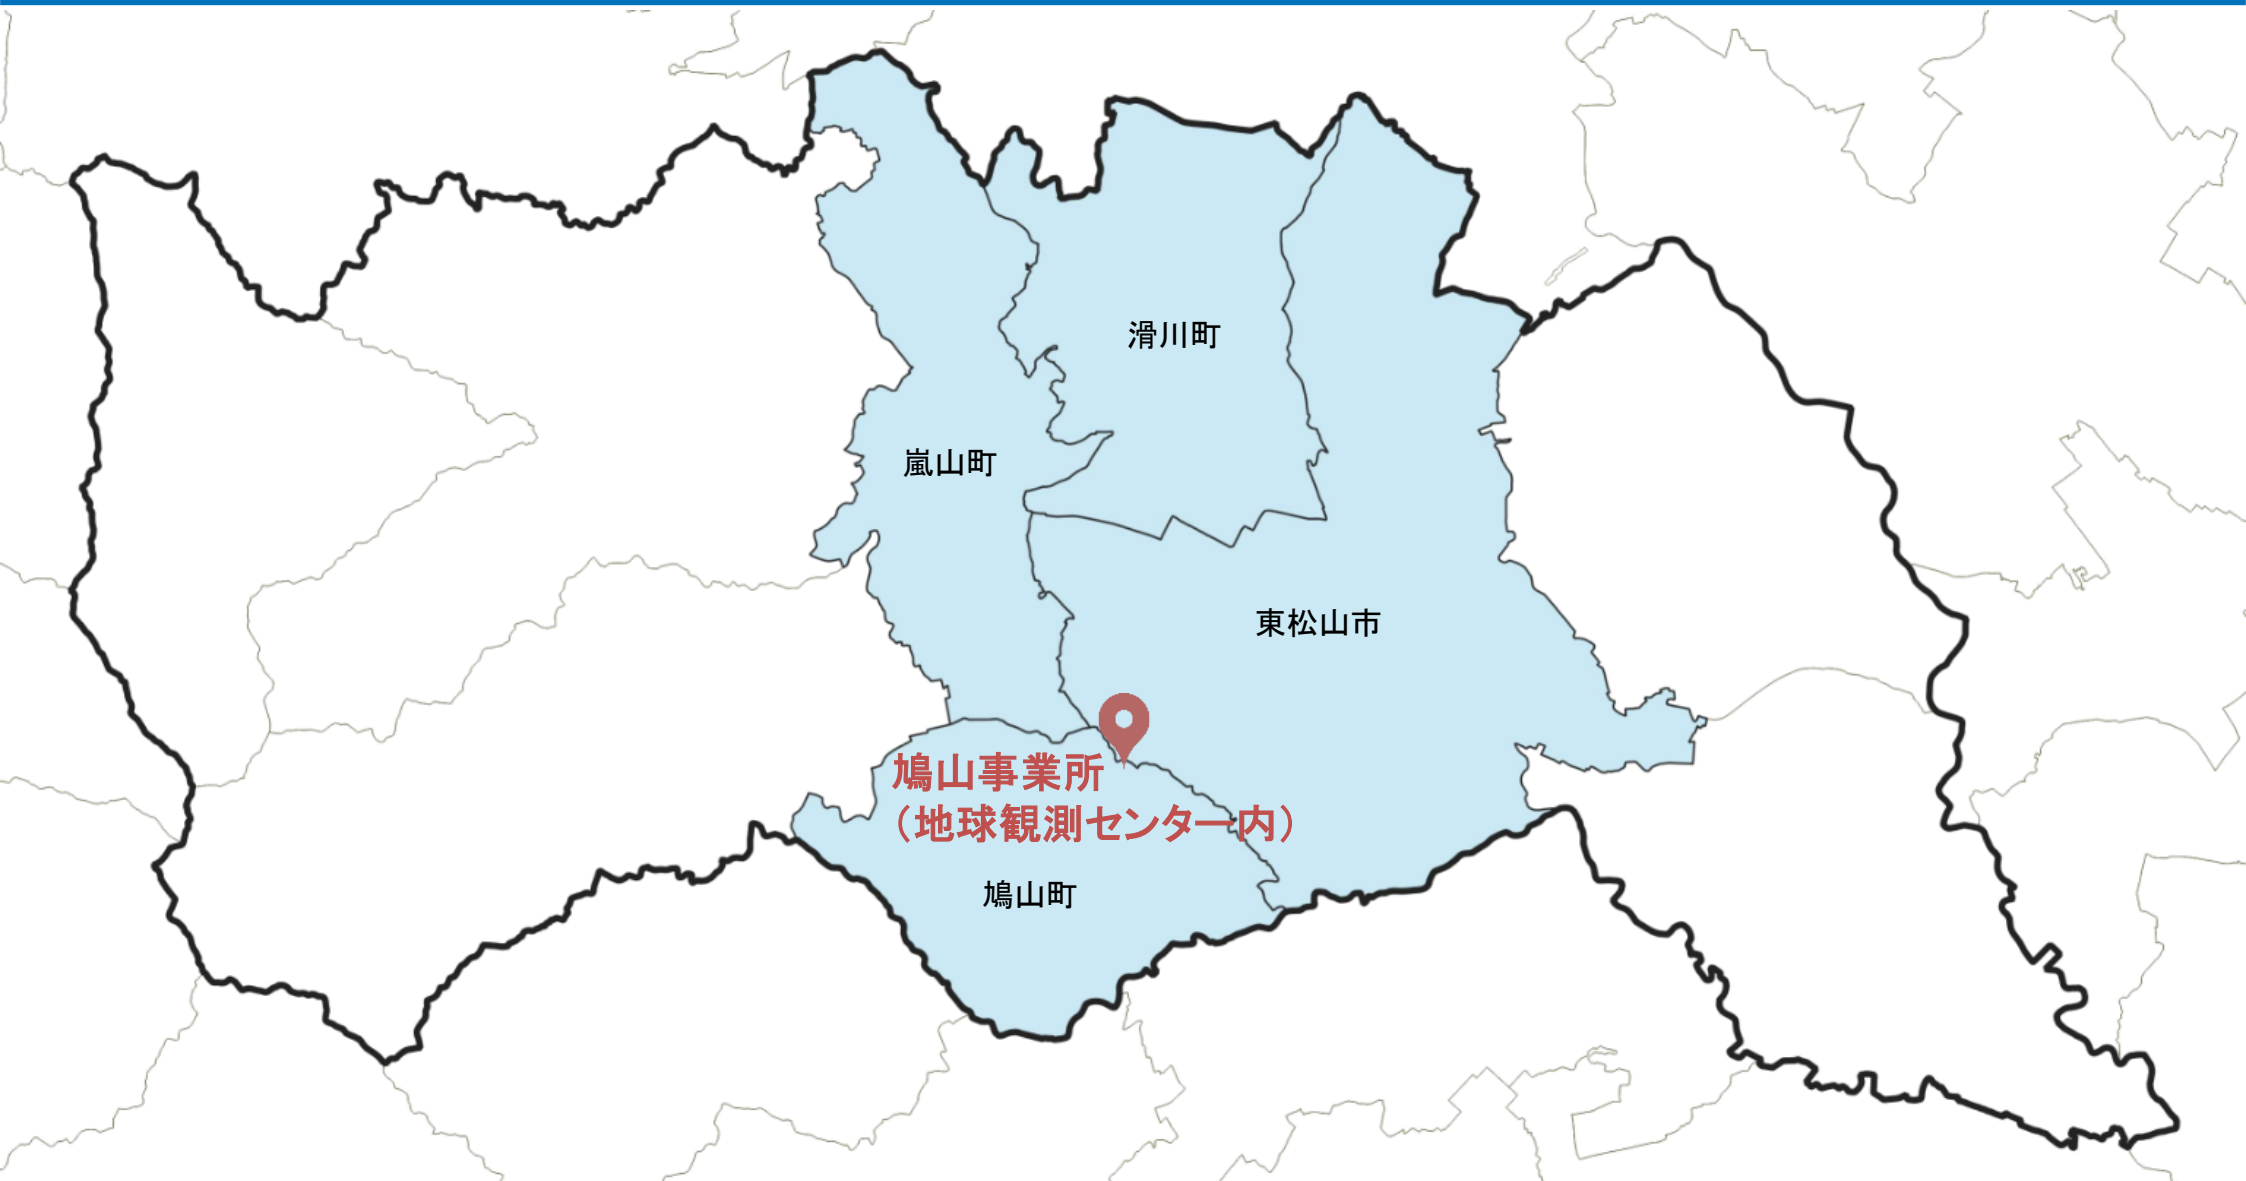 滑川町
嵐山町
東松山市
鳩山事業所
（地球観測センター内）
鳩山町